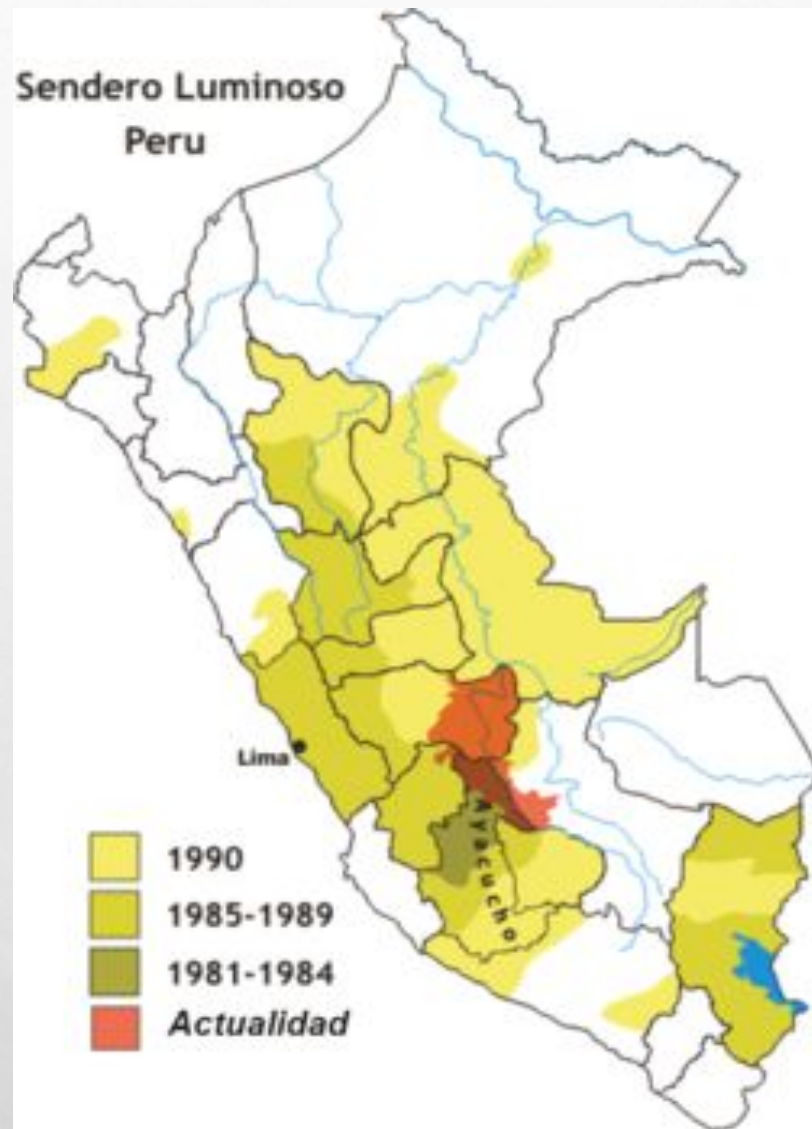 Sendero Luminoso
Peru
Lima
Ayacucho
1990
1985-1989
1981-1984
Actualidad